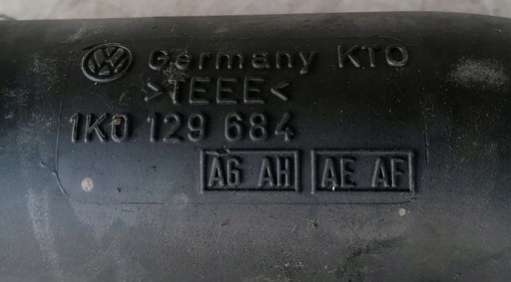 Germany KTO
>TEEE<
1K0 129 684
AG AH AE AF